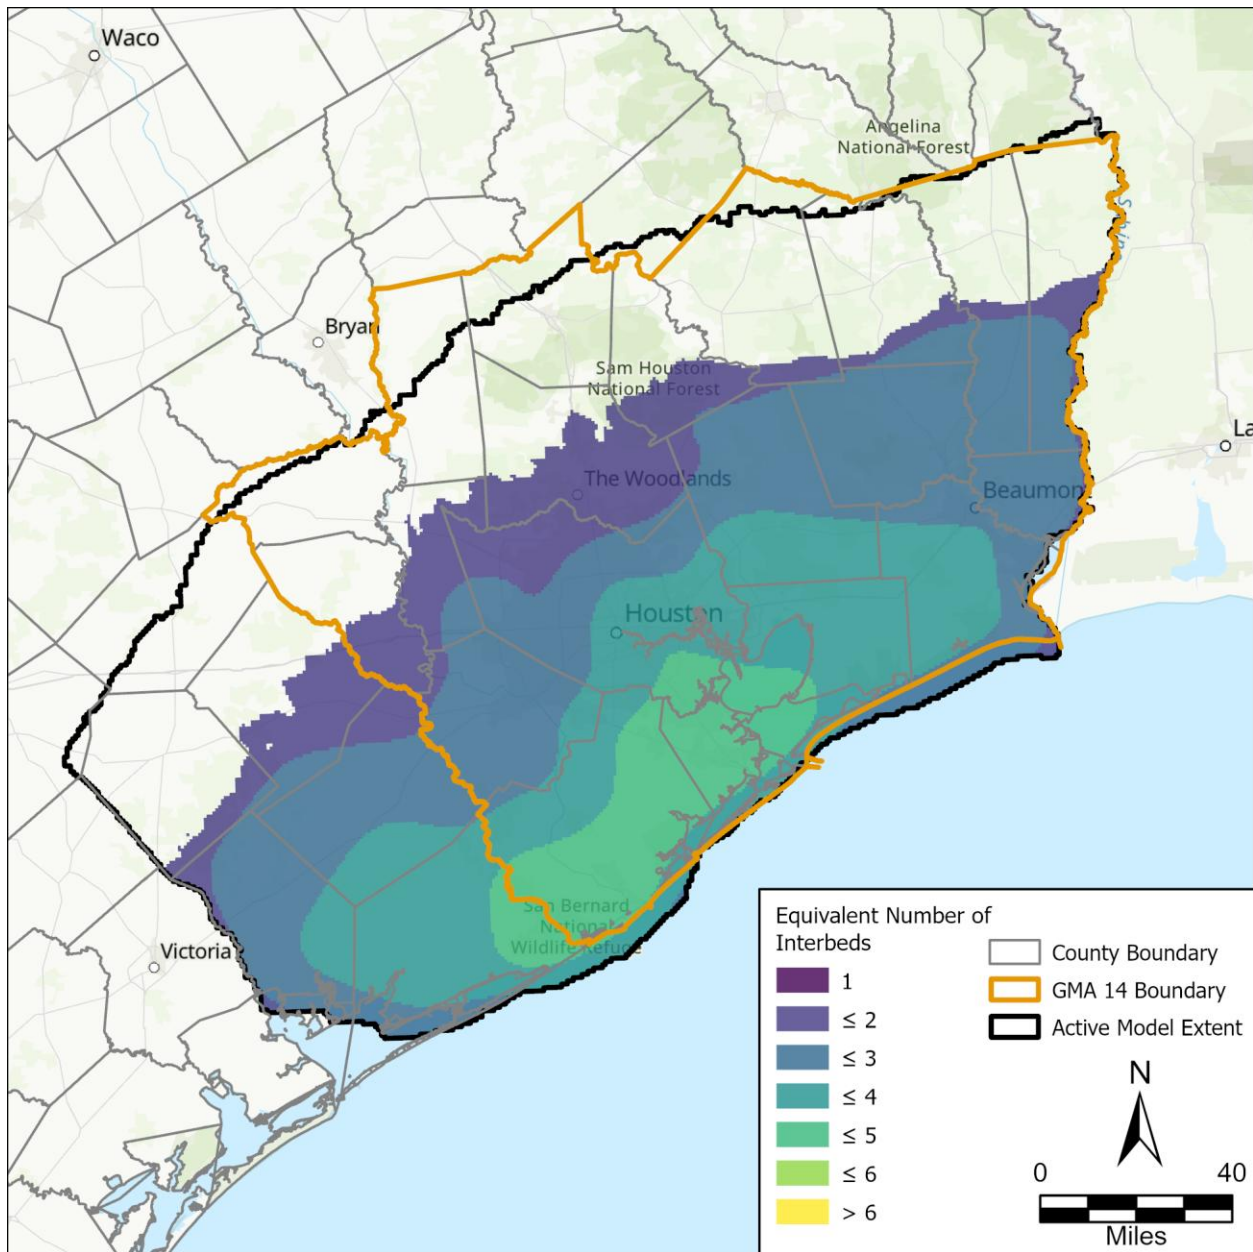 Waco
Angelina
National Forest
Sabin
Bryan
Sam Houston
National Forest
La
The Woodlands
Beaumont
Houston
San Bernard
National
Wildlife Refuge
Victoria
Equivalent Number of
Interbeds
1
≤ 2
≤ 3
≤ 4
≤ 5
≤ 6
> 6
County Boundary
GMA 14 Boundary
Active Model Extent
N
0 40
Miles